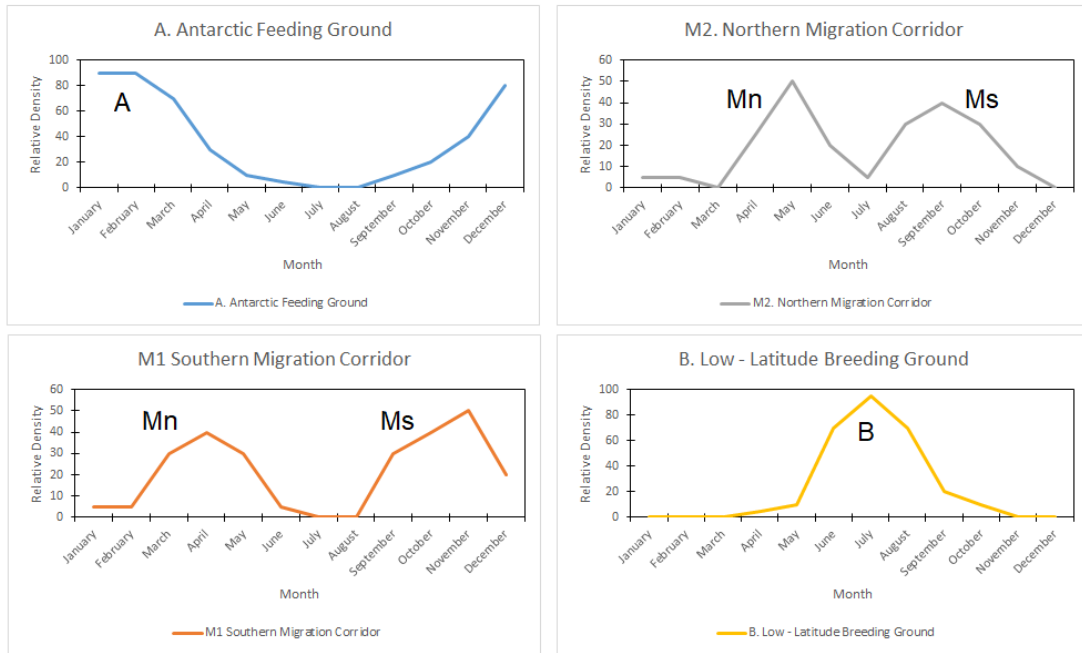 A. Antarctic Feeding Ground
Relative Density
100
80
60
40
20
0
A
January
February
March
April
May
June
July
August
September
October
November
December
Month
A. Antarctic Feeding Ground
M2. Northern Migration Corridor
Relative Density
60
50
40
30
20
10
0
Mn
Ms
January
February
March
April
May
June
July
August
September
October
November
December
Month
M2. Northern Migration Corridor
M1 Southern Migration Corridor
Relative Density
60
50
40
30
20
10
0
Mn
Ms
January
February
March
April
May
June
July
August
September
October
November
December
Month
M1 Southern Migration Corridor
B. Low - Latitude Breeding Ground
Relative Density
100
80
60
40
20
0
B
January
February
March
April
May
June
July
August
September
October
November
December
Month
B. Low - Latitude Breeding Ground